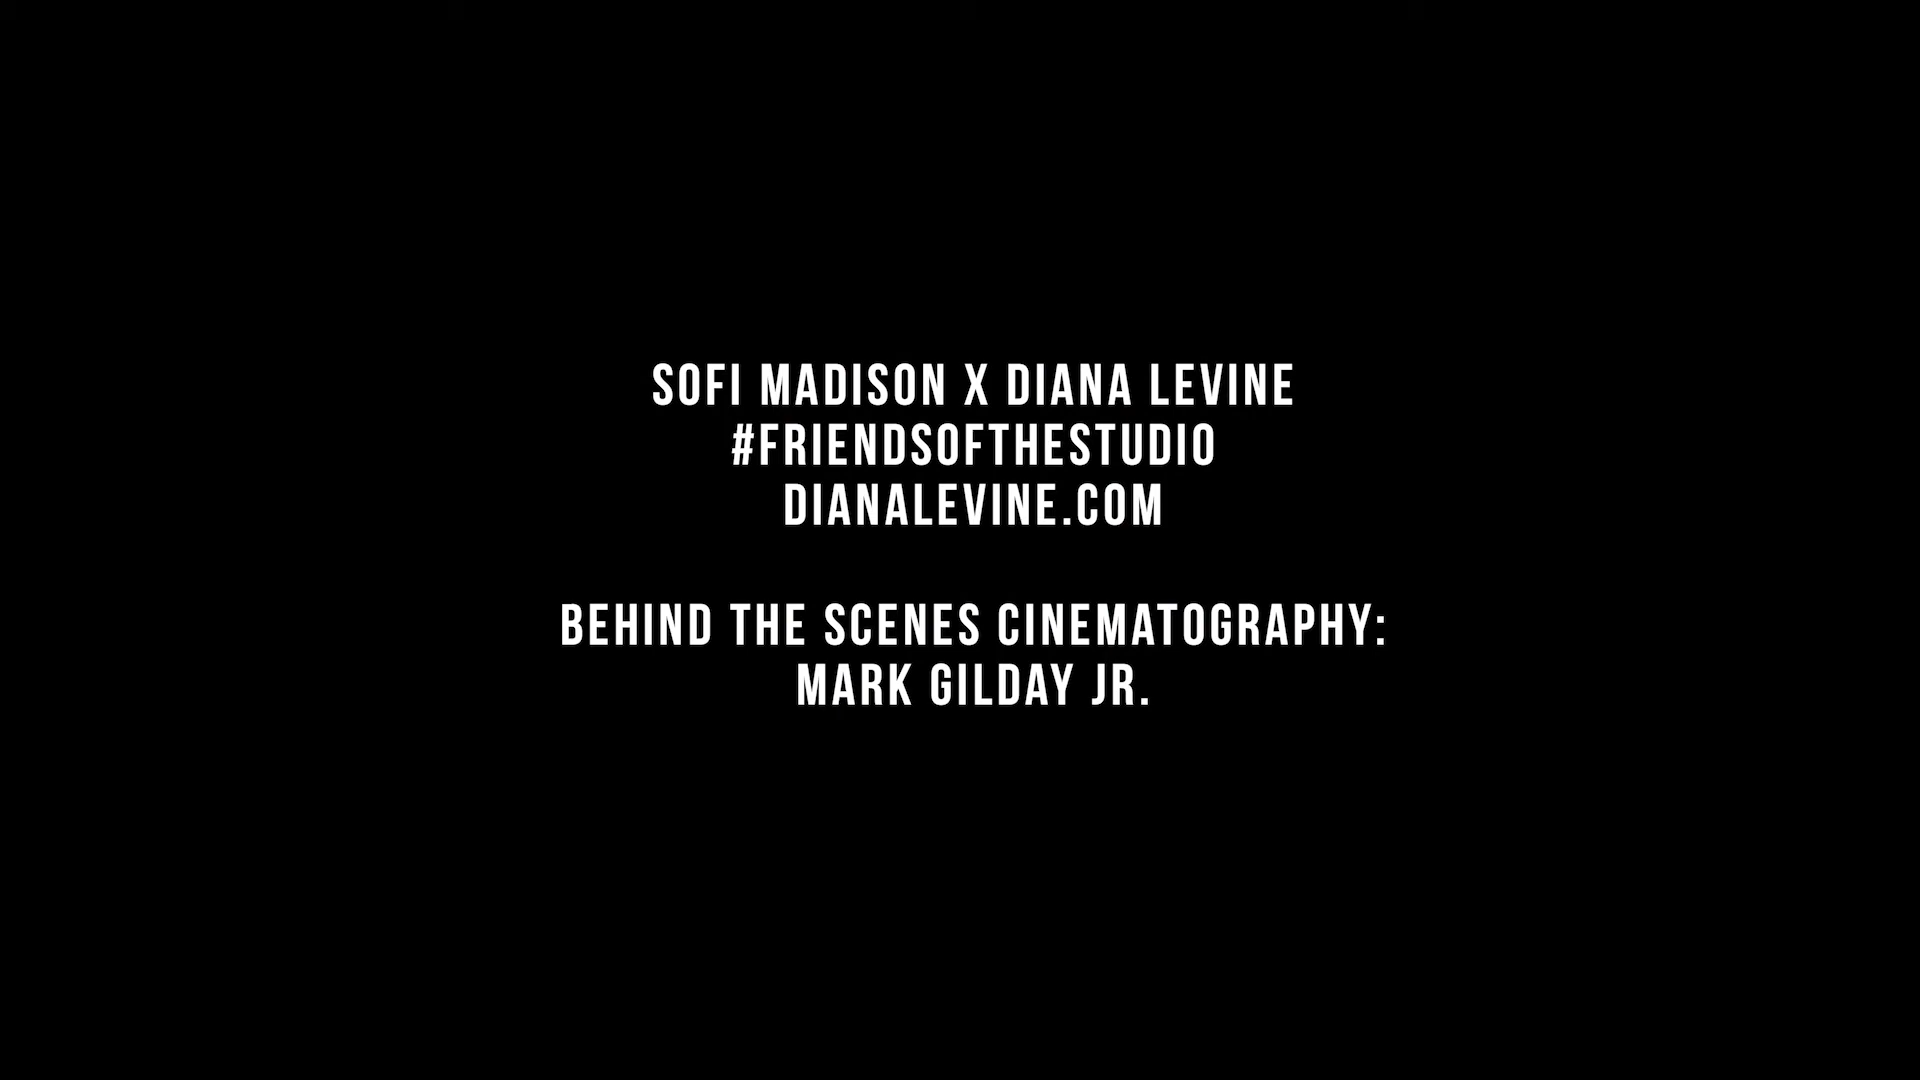 SOFI MADISON X DIANA LEVINE
#FRIENDSOFTHESTUDIO
DIANALEVINE.COM
BEHIND THE SCENES CINEMATOGRAPHY:
MARK GILDAY JR.